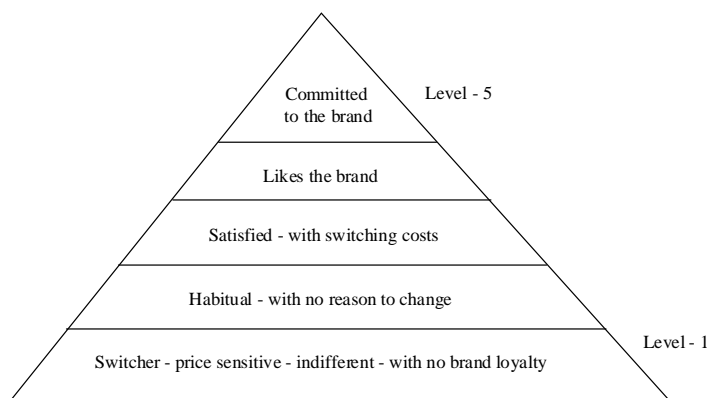 Committed
to the brand
Level - 5
Likes the brand
Satisfied - with switching costs
Habitual - with no reason to change
Level - 1
Switcher - price sensitive - indifferent - with no brand loyalty